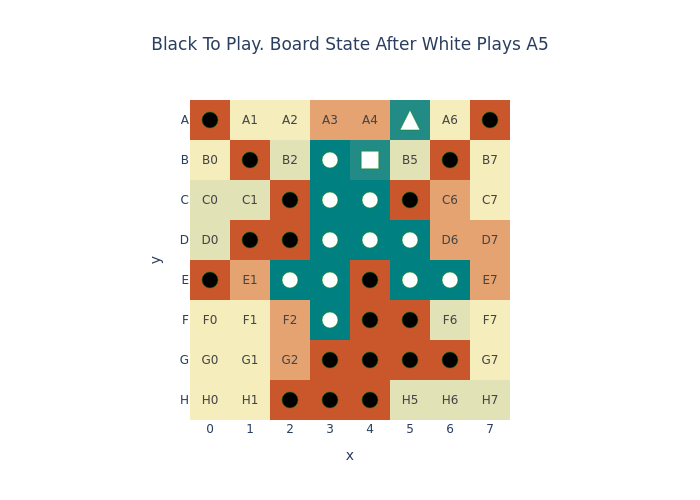 Black To Play. Board State After White Plays A5
A A1 A2 A3 A4 A6
B B0 B2 B5 B7
C C0 C1 C6 C7
D D0 D6 D7
E E1 E7
F F0 F1 F2 F6 F7
G G0 G1 G2 G7
H H0 H1 H5 H6 H7
y
0 1 2 3 4 5 6 7
x